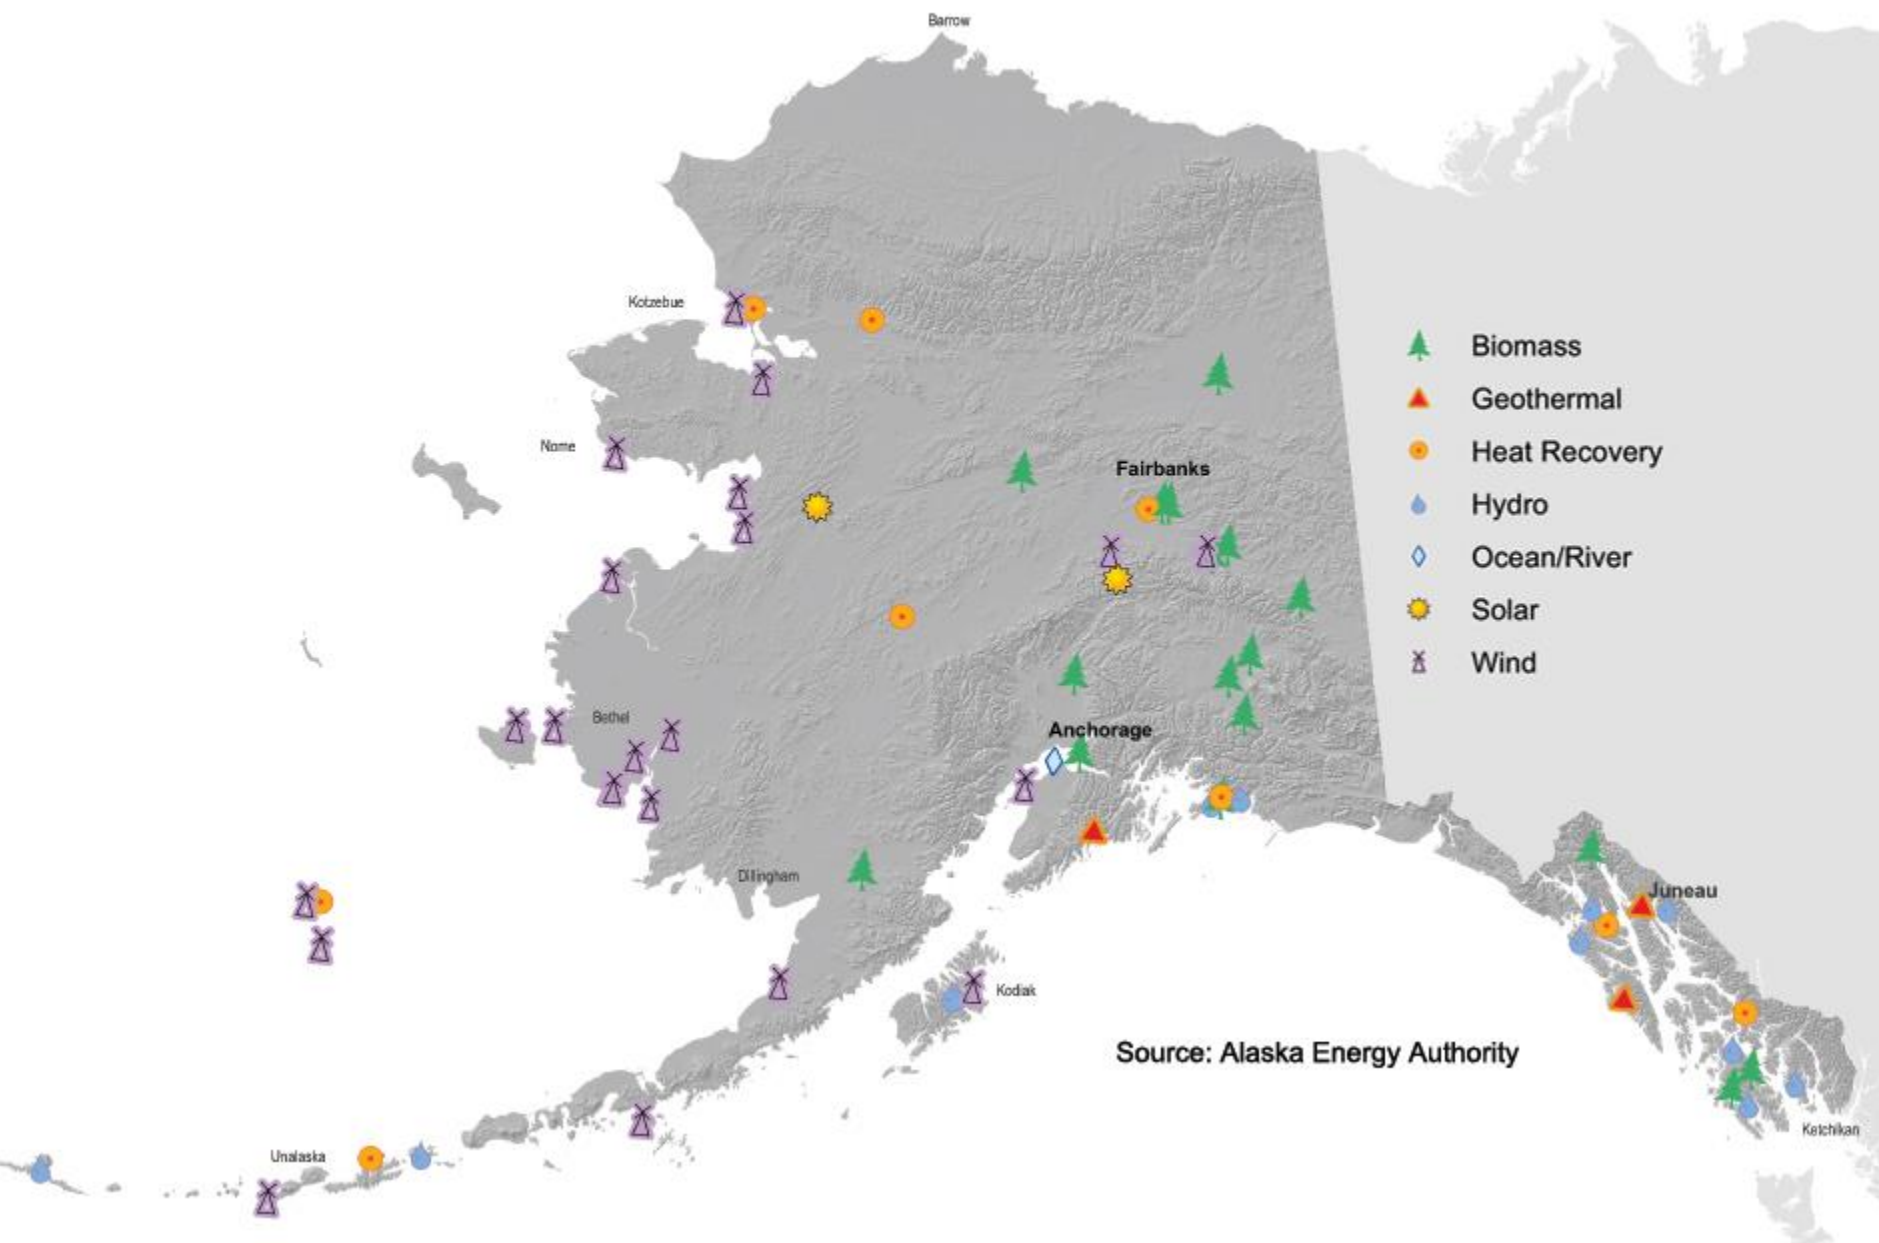 Barrow
Kotzebue
Biomass
Geothermal
Nome
Heat Recovery
Fairbanks
Hydro
Ocean/River
Solar
Wind
Bethel
Anchorage
Dillingham
Juneau
Kodiak
Source: Alaska Energy Authority
Ketchikan
Unalaska